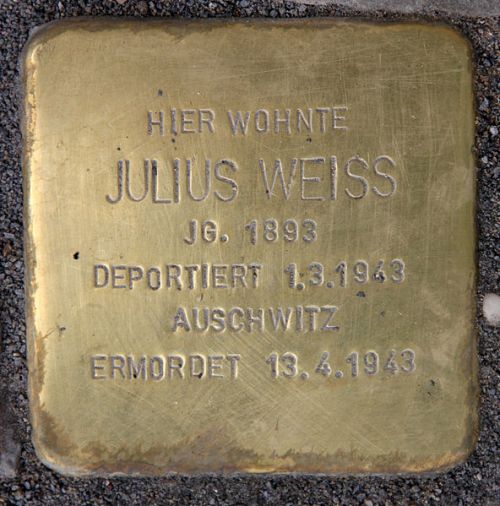 HIER WOHNTE
JULIUS WEISS
JG. 1893
DEPORTIERT 1.3.1943
AUSCHWITZ
ERMORDET 13.4.1943